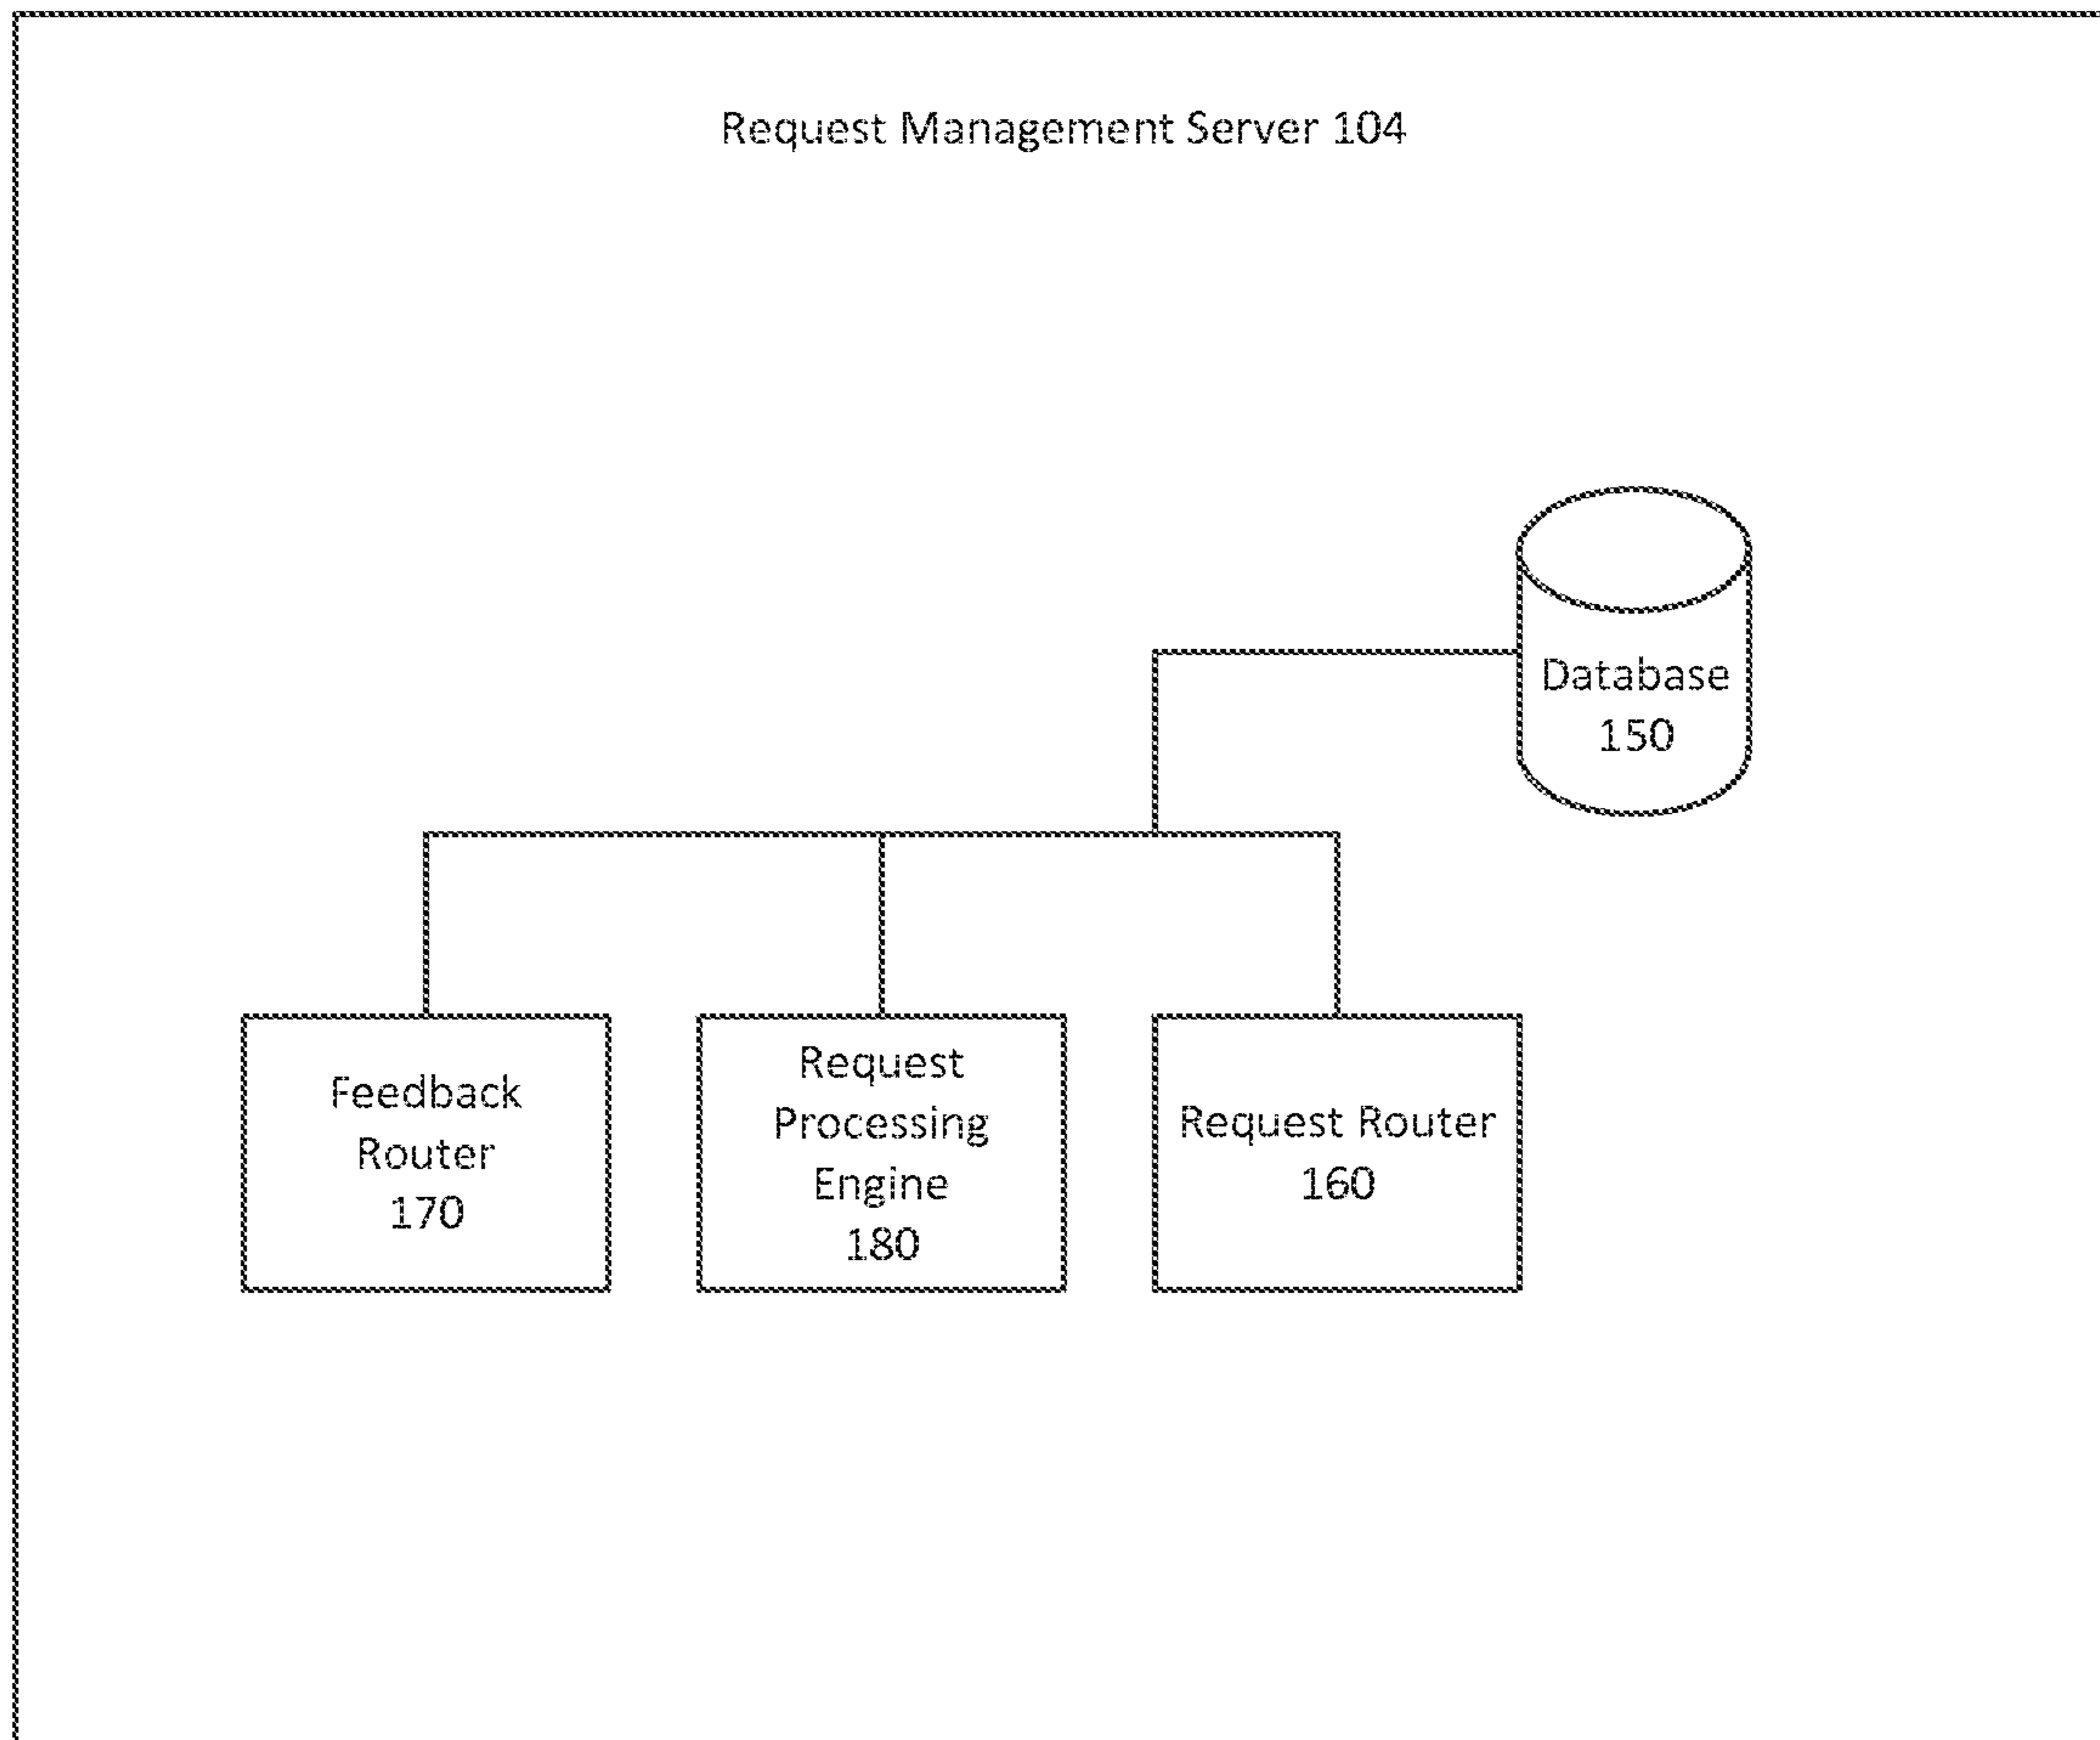 Request Management Server 104
Database
150
Feedback
Router
170
Request
Processing
Engine
180
Request Router
160